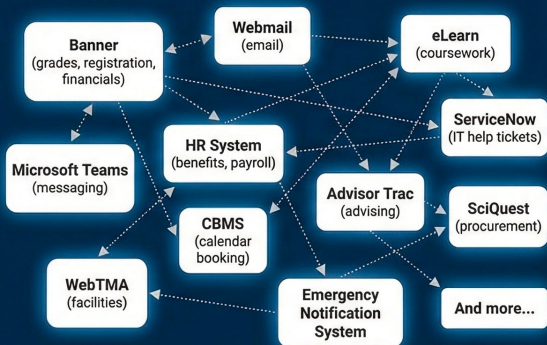 Banner
(grades, registration,
financials)
Webmail
(email)
eLearn
(coursework)
ServiceNow
(IT help tickets)
HR System
(benefits, payroll)
Microsoft Teams
(messaging)
Advisor Trac
(advising)
SciQuest
(procurement)
CBMS
(calendar
booking)
WebTMA
(facilities)
Emergency
Notification
System
And more...